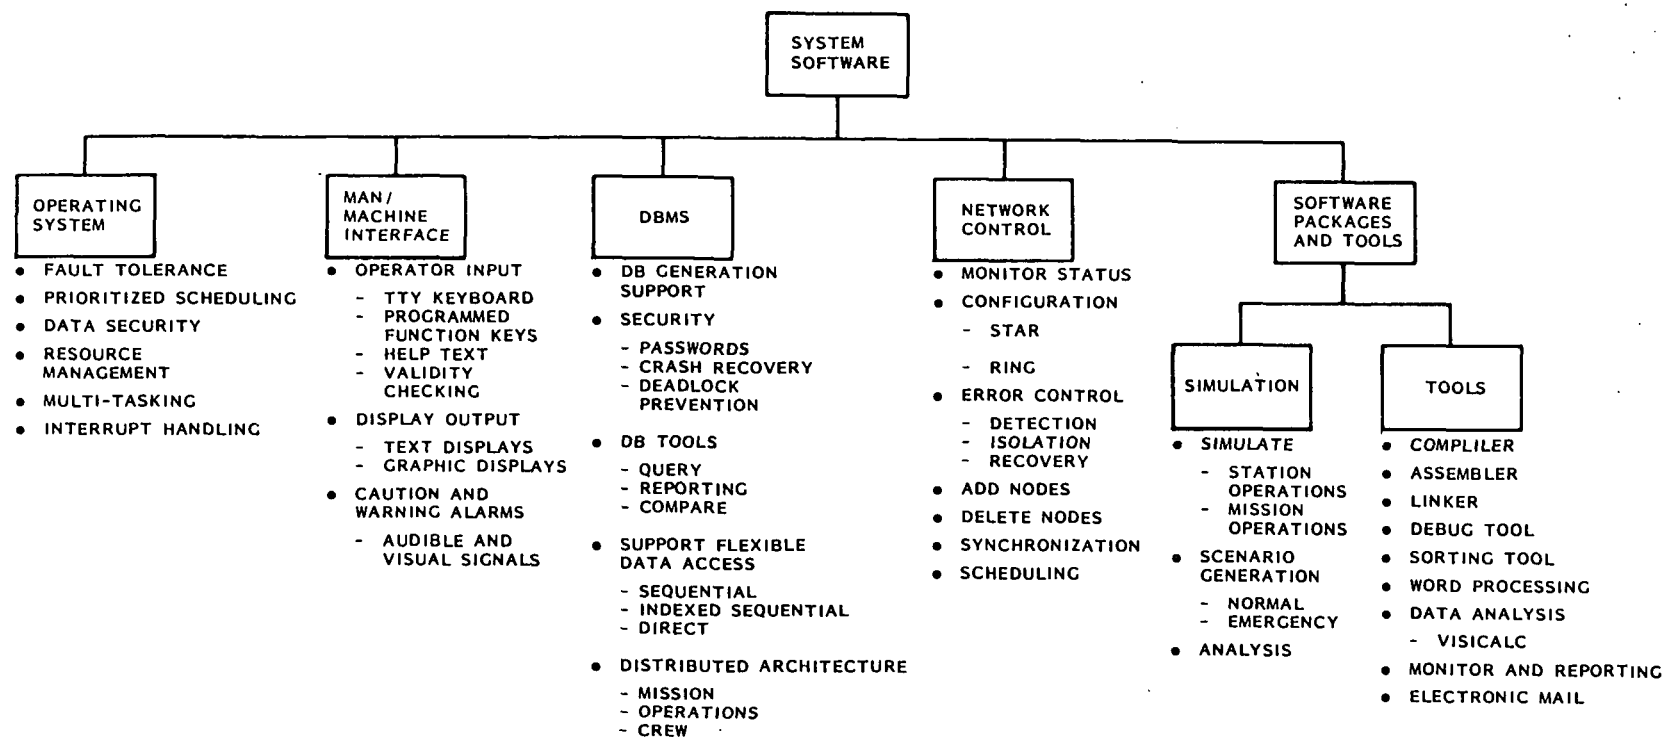 SYSTEM
SOFTWARE
OPERATING
SYSTEM
• FAULT TOLERANCE
• PRIORITIZED SCHEDULING
• DATA SECURITY
• RESOURCE
MANAGEMENT
• MULTI-TASKING
• INTERRUPT HANDLING
MAN/
MACHINE
INTERFACE
• OPERATOR INPUT
- TTY KEYBOARD
- PROGRAMMED
FUNCTION KEYS
- HELP TEXT
- VALIDITY
CHECKING
• DISPLAY OUTPUT
- TEXT DISPLAYS
- GRAPHIC DISPLAYS
• CAUTION AND
WARNING ALARMS
- AUDIBLE AND
VISUAL SIGNALS
DBMS
• DB GENERATION
SUPPORT
• SECURITY
- PASSWORDS
- CRASH RECOVERY
- DEADLOCK
PREVENTION
• DB TOOLS
- QUERY
- REPORTING
- COMPARE
• SUPPORT FLEXIBLE
DATA ACCESS
- SEQUENTIAL
- INDEXED SEQUENTIAL
- DIRECT
• DISTRIBUTED ARCHITECTURE
- MISSION
- OPERATIONS
- CREW
NETWORK
CONTROL
• MONITOR STATUS
• CONFIGURATION
- STAR
- RING
• ERROR CONTROL
- DETECTION
- ISOLATION
- RECOVERY
• ADD NODES
• DELETE NODES
• SYNCHRONIZATION
• SCHEDULING
SOFTWARE
PACKAGES
AND TOOLS
SIMULATION
• SIMULATE
- STATION
OPERATIONS
- MISSION
OPERATIONS
• SCENARIO
GENERATION
- NORMAL
- EMERGENCY
• ANALYSIS
TOOLS
• COMPLILER
• ASSEMBLER
• LINKER
• DEBUG TOOL
• SORTING TOOL
• WORD PROCESSING
• DATA ANALYSIS
- VISICALC
• MONITOR AND REPORTING
• ELECTRONIC MAIL